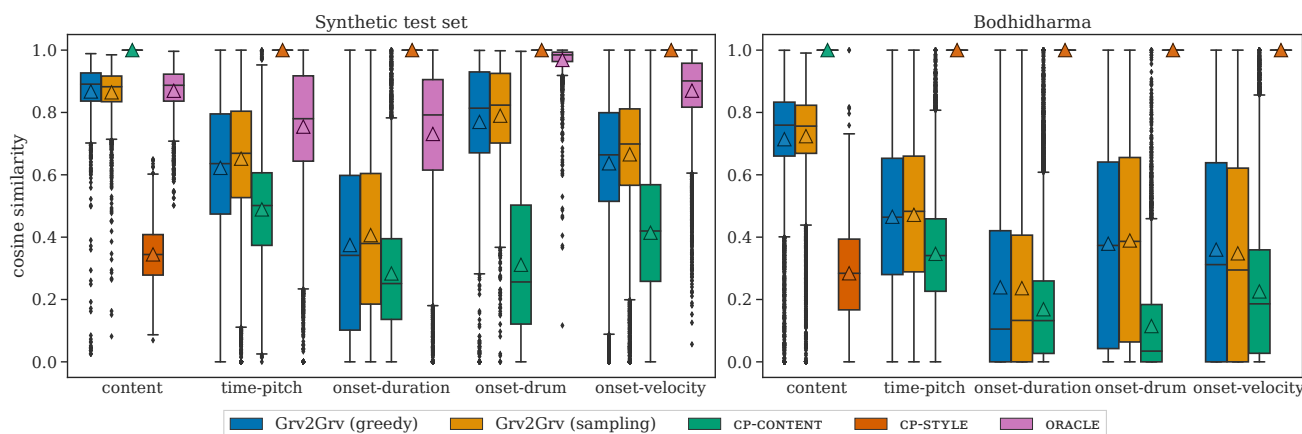 Synthetic test set
Bodhidharma
cosine similarity
1.0
0.8
0.6
0.4
0.2
0.0
content time-pitch onset-duration onset-drum onset-velocity
1.0
0.8
0.6
0.4
0.2
0.0
content time-pitch onset-duration onset-drum onset-velocity
Grv2Grv (greedy) Grv2Grv (sampling) CP-CONTENT CP-STYLE ORACLE